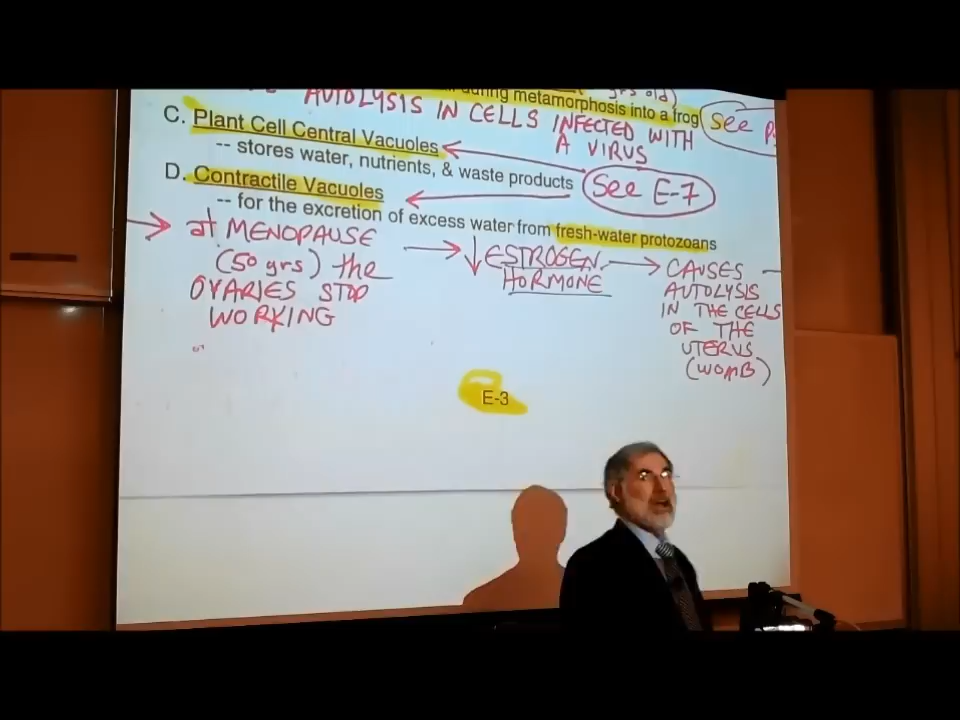 during metamorphosis into a frog
AUTOLYSIS IN CELLS INFECTED WITH
A VIRUS
See
C. Plant Cell Central Vacuoles
-- stores water, nutrients, & waste products
See E-7
D. Contractile Vacuoles
-- for the excretion of excess water from fresh-water protozoans
→ at MENOPAUSE
(50 yrs) the
OVARIES STOP
WORKING
→ ↓ ESTROGEN
HORMONE
→ CAUSES
AUTOLYSIS
IN THE CELLS
OF THE
UTERUS
(WOMB)
E-3